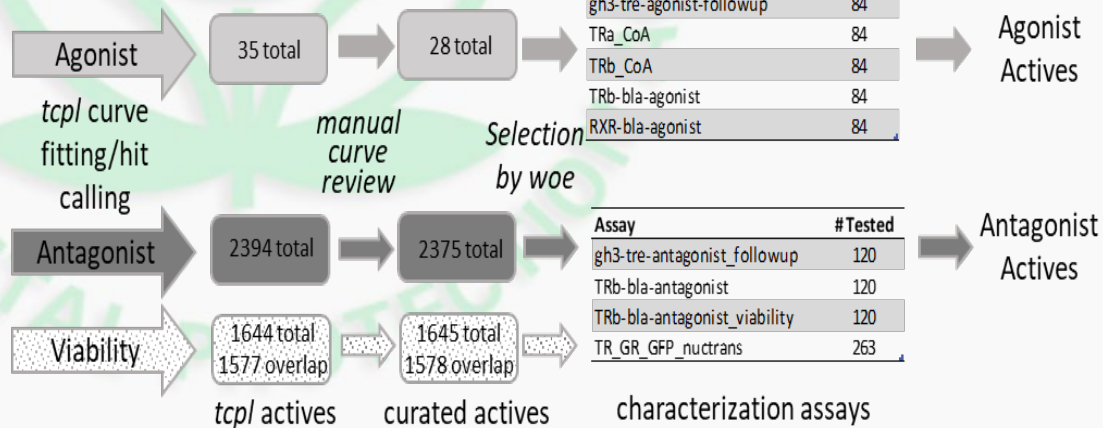 gh3-tre-agonist-followup 84
TRa_CoA 84
TRb_CoA 84
TRb-bla-agonist 84
RXR-bla-agonist 84
Agonist
35 total
28 total
Agonist
Actives
tcpl curve
fitting/hit
calling
manual
curve
review
Selection
by woe
Assay # Tested
gh3-tre-antagonist_followup 120
TRb-bla-antagonist 120
TRb-bla-antagonist_viability 120
TR_GR_GFP_nuctrans 263
Antagonist
2394 total
2375 total
Antagonist
Actives
Viability
1644 total
1577 overlap
1645 total
1578 overlap
tcpl actives
curated actives
characterization assays